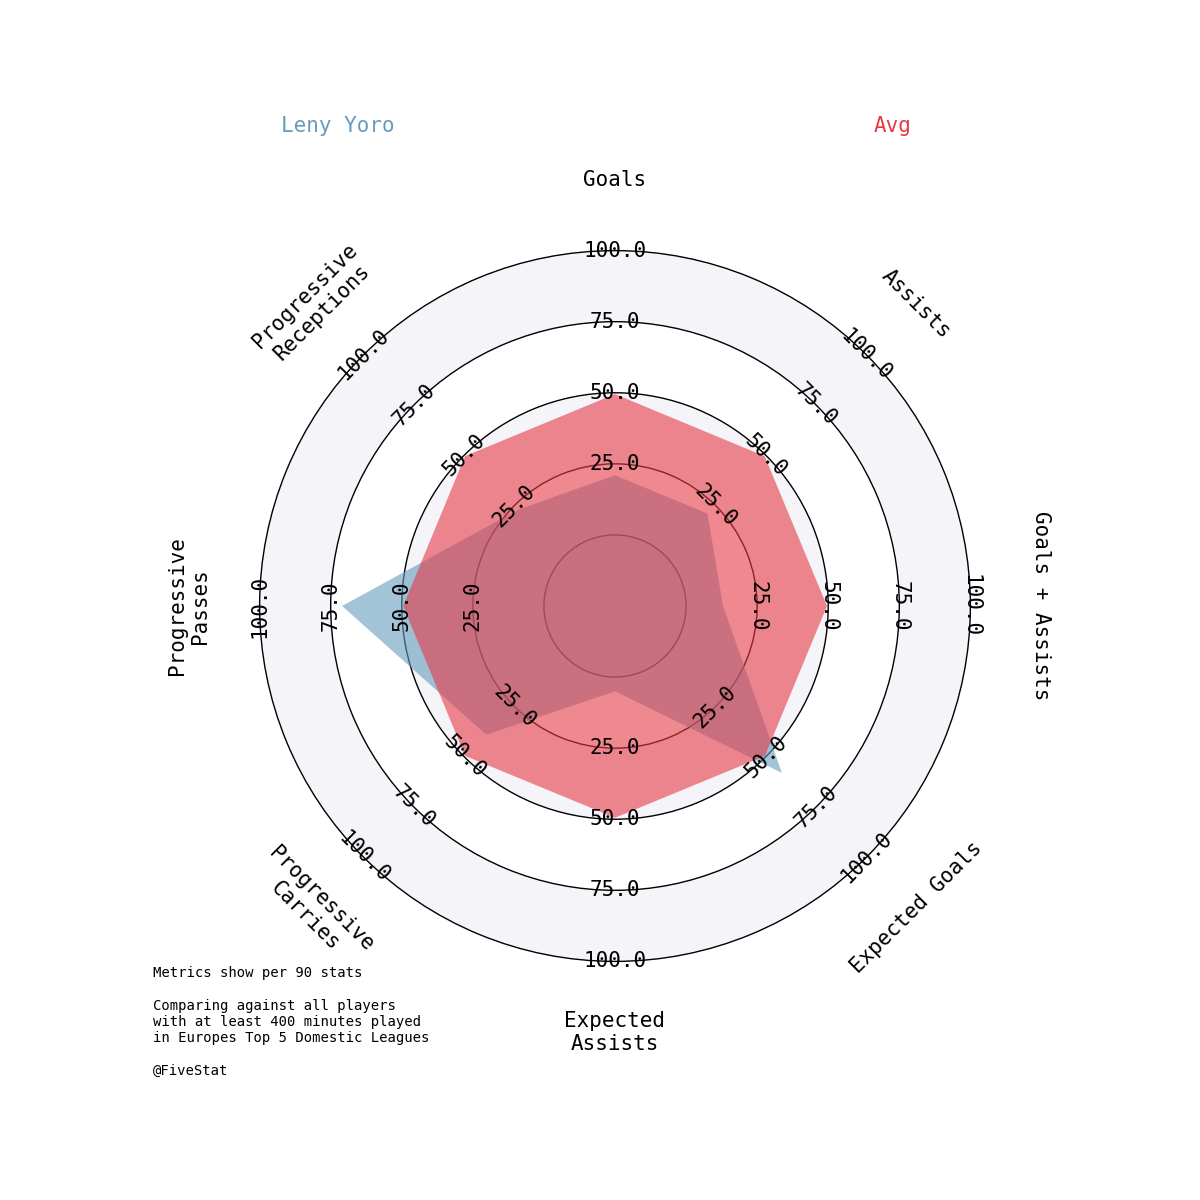 Leny Yoro
Avg
Goals
Assists
Goals + Assists
Expected Goals
Expected
Assists
Progressive
Carries
Progressive
Passes
Progressive
Receptions
25.0
50.0
75.0
100.0
25.0
50.0
75.0
100.0
25.0
50.0
75.0
100.0
25.0
50.0
75.0
100.0
25.0
50.0
75.0
100.0
25.0
50.0
75.0
100.0
25.0
50.0
75.0
100.0
25.0
50.0
75.0
100.0
Metrics show per 90 stats
Comparing against all players
with at least 400 minutes played
in Europes Top 5 Domestic Leagues
@FiveStat